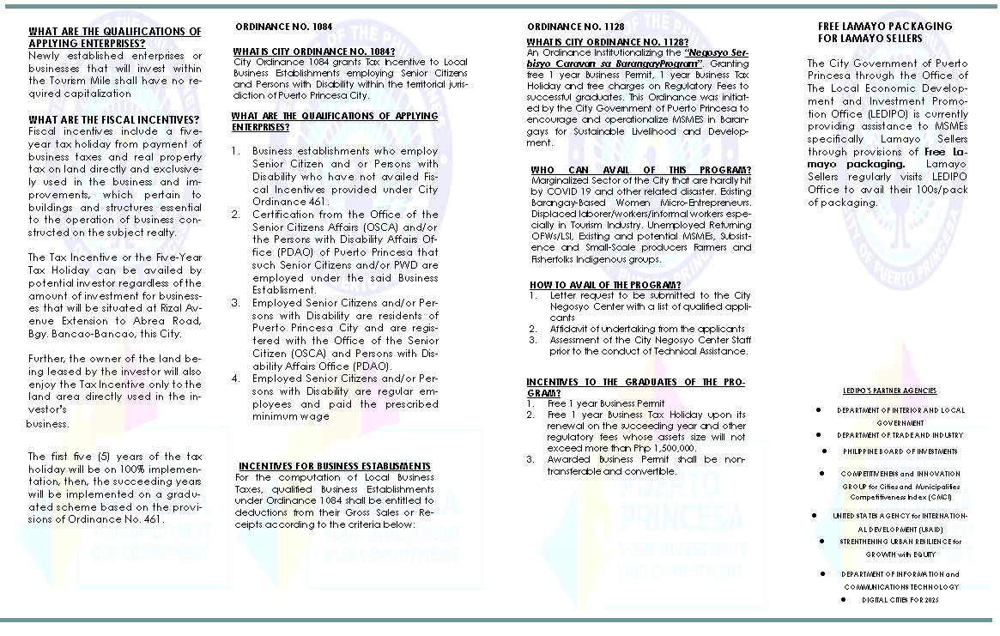 WHAT ARE THE QUALIFICATIONS OF
APPLYING ENTERPRISES?
Newly established enterprises or
businesses that will invest within
the Tourism Mile shall have no re-
quired capitalization
WHAT ARE THE FISCAL INCENTIVES?
Fiscal incentives include a five-
year tax holiday from payment of
business taxes and real property
tax on land directly and exclusive-
ly used in the business and im-
provements, which pertain to
buildings and structures essential
to the operation of business con-
structed on the subject realty.
The Tax Incentive or the Five-Year
Tax Holiday can be availed by
potential investor regardless of the
amount of investment for business-
es that will be situated at Rizal Av-
enue Extension to Abrea Road,
Bgy. Bancao-Bancao, this City.
Further, the owner of the land be-
ing leased by the investor will also
enjoy the Tax Incentive only to the
land area directly used in the in-
vestor's
business.
The first five (5) years of the tax
holiday will be on 100% implemen-
tation, then, the succeeding years
will be implemented on a gradu-
ated scheme based on the provi-
sions of Ordinance No. 461.
ORDINANCE NO. 1084
WHAT IS CITY ORDINANCE NO. 1084?
City Ordinance 1084 grants Tax Incentive to Local
Business Establishments employing Senior Citizens
and Persons with Disability within the territorial juris-
diction of Puerto Princesa City.
WHAT ARE THE QUALIFICATIONS OF APPLYING
ENTERPRISES?
1. Business establishments who employ
Senior Citizen and or Persons with
Disability who have not availed Fis-
cal Incentives provided under City
Ordinance 461.
2. Certification from the Office of the
Senior Citizens Affairs (OSCA) and/or
the Persons with Disability Affairs Of-
fice (PDAO) of Puerto Princesa that
such Senior Citizens and/or PWD are
employed under the said Business
Establisment.
3. Employed Senior Citizens and/or Per-
sons with Disability are residents of
Puerto Princesa City and are regis-
tered with the Office of the Senior
Citizen (OSCA) and Persons with Dis-
ability Affairs Office (PDAO).
4. Employed Senior Citizens and/or Per-
sons with Disability are regular em-
ployees and paid the prescribed
minimum wage
INCENTIVES FOR BUSINESS ESTABLISMENTS
For the computation of Local Business
Taxes, qualified Business Establishments
under Ordinance 1084 shall be entitled to
deductions from their Gross Sales or Re-
ceipts according to the criteria below:
ORDINANCE NO. 1128
WHAT IS CITY ORDINANCE NO. 1128?
An Ordinance Institutionalizing the "Negosyo Ser-
bisyo Caravan sa BarangayProgram". Granting
free 1 year Business Permit, 1 year Business Tax
Holiday and free charges on Regulatory Fees to
successful graduates. This Ordinance was initiat-
ed by the City Government of Puerto Princesa to
encourage and operationalize MSMES in Baran-
gays for Sustainable Livelihood and Develop-
ment.
WHO CAN AVAIL OF THIS PROGRAM?
Marginalized Sector of the City that are hardly hit
by COVID 19 and other related disaster. Existing
Barangay-Based Women Micro-Entrepreneurs.
Displaced laborer/workers/informal workers espe-
cially in Tourism Industry. Unemployed Returning
OFWs/LSI, Existing and potential MSMEs, Subsist-
ence and Small-Scale producers Farmers and
Fisherfolks Indigenous groups.
HOW TO AVAIL OF THE PROGRAM?
1. Letter request to be submitted to the City
Negosyo Center with a list of qualified appli-
cants
2. Affidavit of undertaking from the applicants
3. Assessment of the City Negosyo Center Staff
prior to the conduct of Technical Assistance.
INCENTIVES TO THE GRADUATES OF THE PRO-
GRAM?
1. Free 1 year Business Permit
2. Free 1 year Business Tax Holiday upon its
renewal on the succeeding year and other
regulatory fees whose assets size will not
exceed more than Php 1,500,000.
3. Awarded Business Permit shall be non-
transferable and convertible.
PUERTO
PRINCESA
YOUR INVESTMENT.
OUR COMMITMENT.
FREE LAMAYO PACKAGING
FOR LAMAYO SELLERS
The City Government of Puerto
Princesa through the Office of
The Local Economic Develop-
ment and Investment Promo-
tion Office (LEDIPO) is currently
providing assistance to MSMEs
specifically Lamayo Sellers
through provisions of Free La-
mayo packaging. Lamayo
Sellers regularly visits LEDIPO
Office to avail their 100s/pack
of packaging.
LEDIPO'S PARTNER AGENCIES
● DEPARTMENT OF INTERIOR AND LOCAL
GOVERNMENT
● DEPARTMENT OF TRADE AND INDUSTRY
● PHILIPPINE BOARD OF INVESTMENTS
● COMPETITIVENESS and INNOVATION
GROUP for Cities and Municipalities
Competitiveness Index (CMCI)
● UNITED STATES AGENCY for INTERNATION-
AL DEVELOPMENT (USAID)
● STRENTHENING URBAN RESILIENCE for
GROWTH with EQUITY
● DEPARTMENT OF INFORMATION and
COMMUNICATIONS TECHNOLOGY
● DIGITAL CITIES FOR 2025